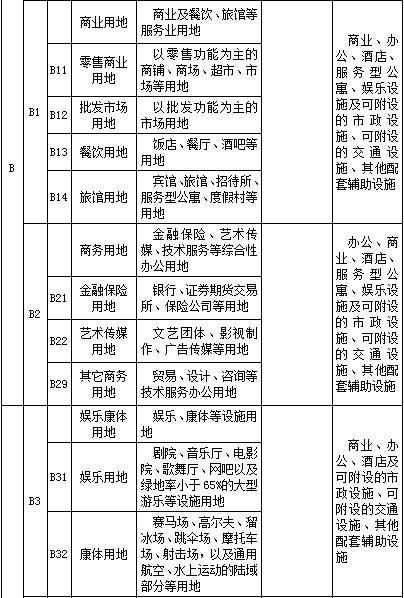 B
B1
商业用地
商业及餐饮、旅馆等
服务业用地
B11
零售商业
用地
以零售功能为主的
商铺、商场、超市、市
场等用地
B12
批发市场
用地
以批发功能为主的
市场用地
B13
餐饮用地
饭店、餐厅、酒吧等
用地
B14
旅馆用地
宾馆、旅馆、招待所、
服务型公寓、度假村等
用地
商业、办
公、酒店、
服务型公
寓、娱乐设
施及可附设
的市政设
施、可附设
的交通设
施、其他配
套辅助设施
B2
商务用地
金融保险、艺术传
媒、技术服务等综合性
办公用地
B21
金融保险
用地
银行、证券期货交易
所、保险公司等用地
B22
艺术传媒
用地
文艺团体、影视制
作、广告传媒等用地
B29
其它商务
用地
贸易、设计、咨询等
技术服务办公用地
办公、商
业、酒店、
服务型公
寓、娱乐设
施及可附设
的市政设
施、可附设
的交通设
施、其他配
套辅助设施
B3
娱乐康体
用地
娱乐、康体等设施用
地
B31
娱乐用地
剧院、音乐厅、电影
院、歌舞厅、网吧以及
绿地率小于65%的大型
游乐等设施用地
B32
康体用地
赛马场、高尔夫、溜
冰场、跳伞场、摩托车
场、射击场，以及通用
航空、水上运动的陆域
部分等用地
商业、办
公、酒店及
可附设的市
政设施、可
附设的交通
设施、其他
配套辅助设
施